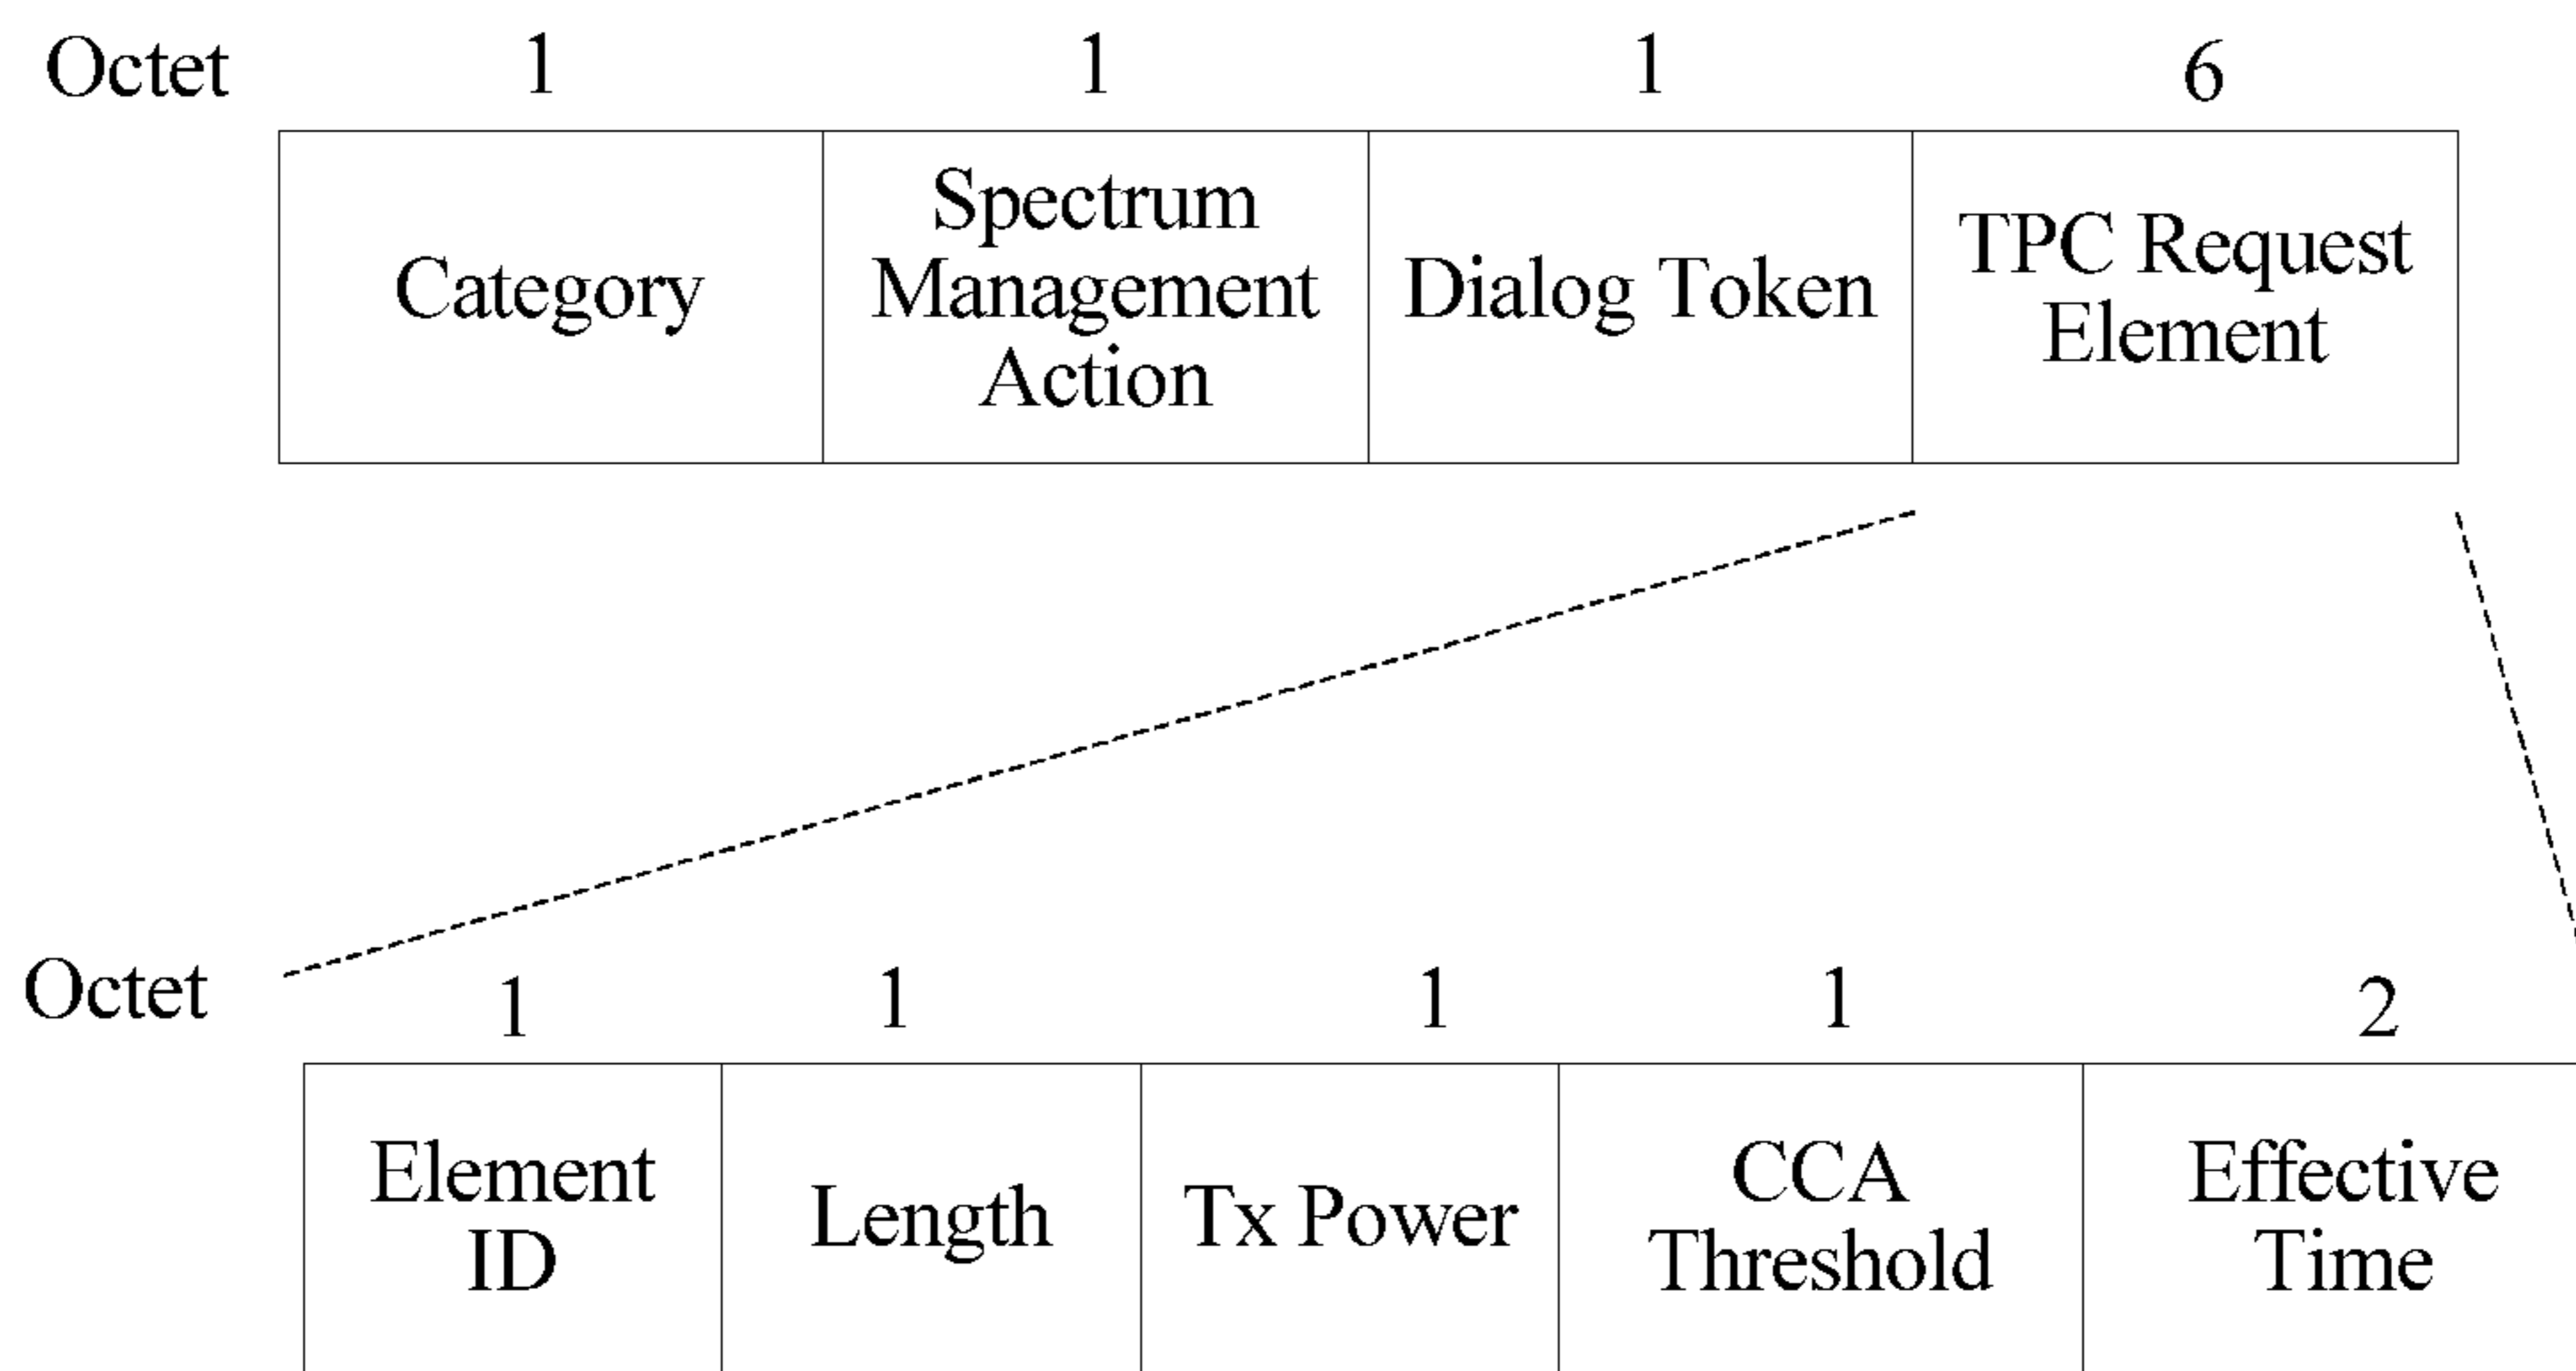 Octet 1 1 1 6
Category
Spectrum
Management
Action
Dialog Token
TPC Request
Element
Octet 1 1 1 1 2
Element
ID
Length
Tx Power
CCA
Threshold
Effective
Time